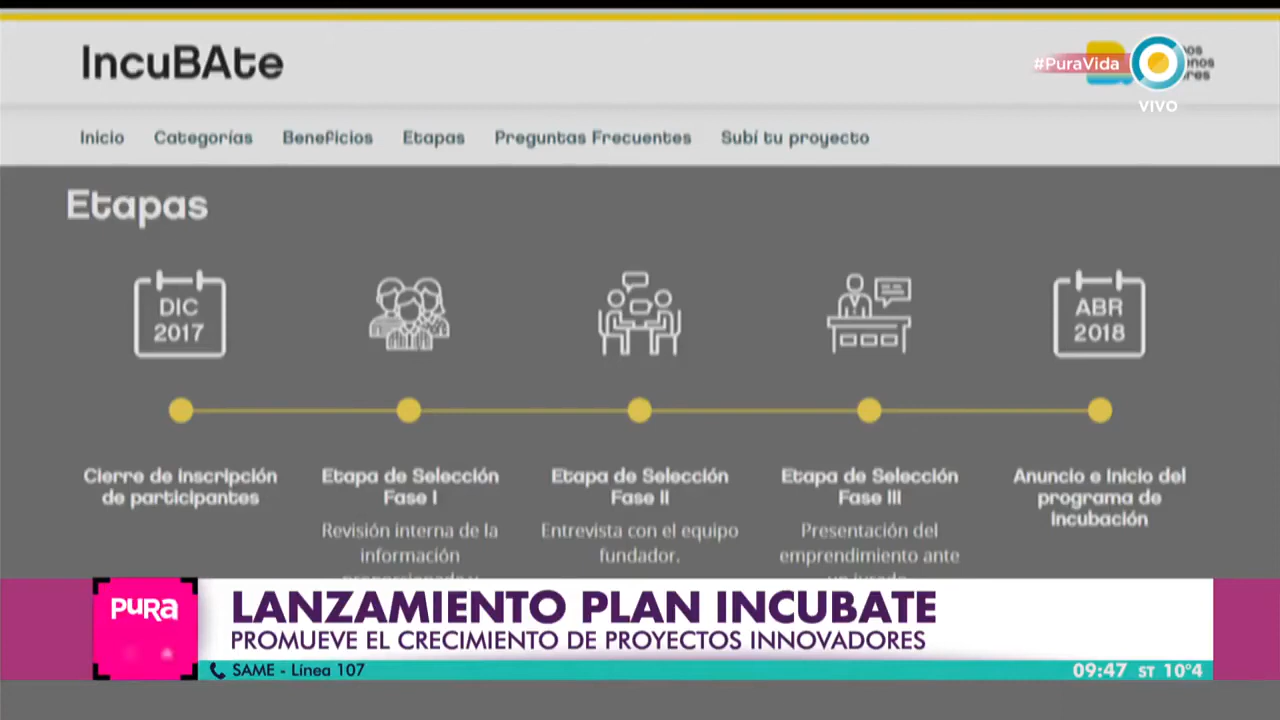 IncuBAte
#PuraVida
VIVO
Inicio Categorías Beneficios Etapas Preguntas Frecuentes Subí tu proyecto
Etapas
DIC
2017
ABR
2018
Cierre de inscripción
de participantes
Etapa de Selección
Fase I
Revisión interna de la
información
Etapa de Selección
Fase II
Entrevista con el equipo
fundador.
Etapa de Selección
Fase III
Presentación del
emprendimiento ante
Anuncio e Inicio del
programa de
Incubación
PURA
LANZAMIENTO PLAN INCUBATE
PROMUEVE EL CRECIMIENTO DE PROYECTOS INNOVADORES
SAME - Línea 107
09:47 ST 10°4